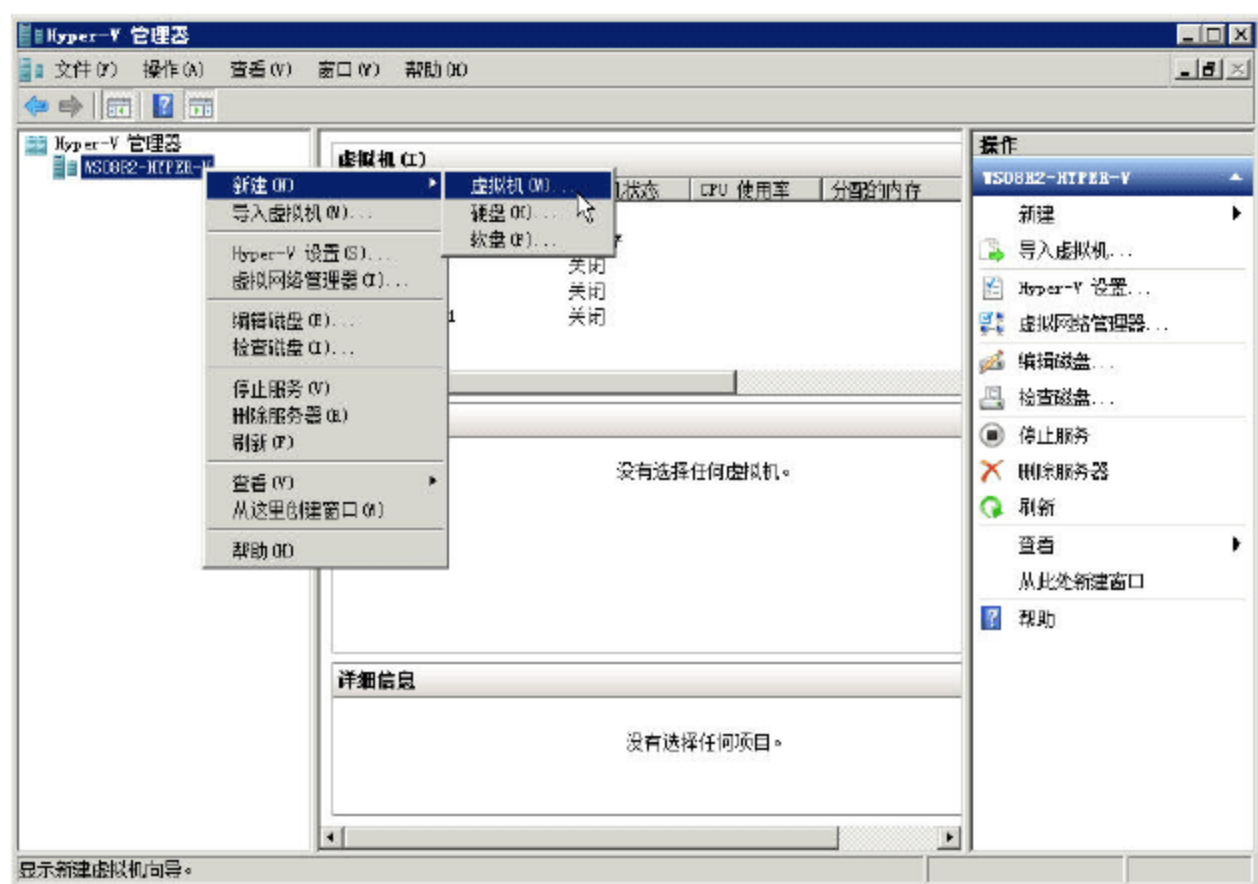 Hyper-V 管理器
文件(F) 操作(A) 查看(V) 窗口(W) 帮助(H)
Hyper-V 管理器
WS08R2-HYPER-V
新建(N)
导入虚拟机(M)...
Hyper-V 设置(S)...
虚拟网络管理器(T)...
编辑磁盘(E)...
检查磁盘(I)...
停止服务(V)
删除服务器(R)
刷新(F)
查看(V)
从这里创建窗口(W)
帮助(H)
虚拟机(M)...
硬盘(H)...
软盘(F)...
虚拟机(I)
机状态 CPU 使用率 分配的内存
关闭
关闭
1 关闭
没有选择任何虚拟机。
详细信息
没有选择任何项目。
操作
WS08R2-HYPER-V
新建
导入虚拟机...
Hyper-V 设置...
虚拟网络管理器...
编辑磁盘...
检查磁盘...
停止服务
删除服务器
刷新
查看
从此处新建窗口
帮助
显示新建虚拟机向导。